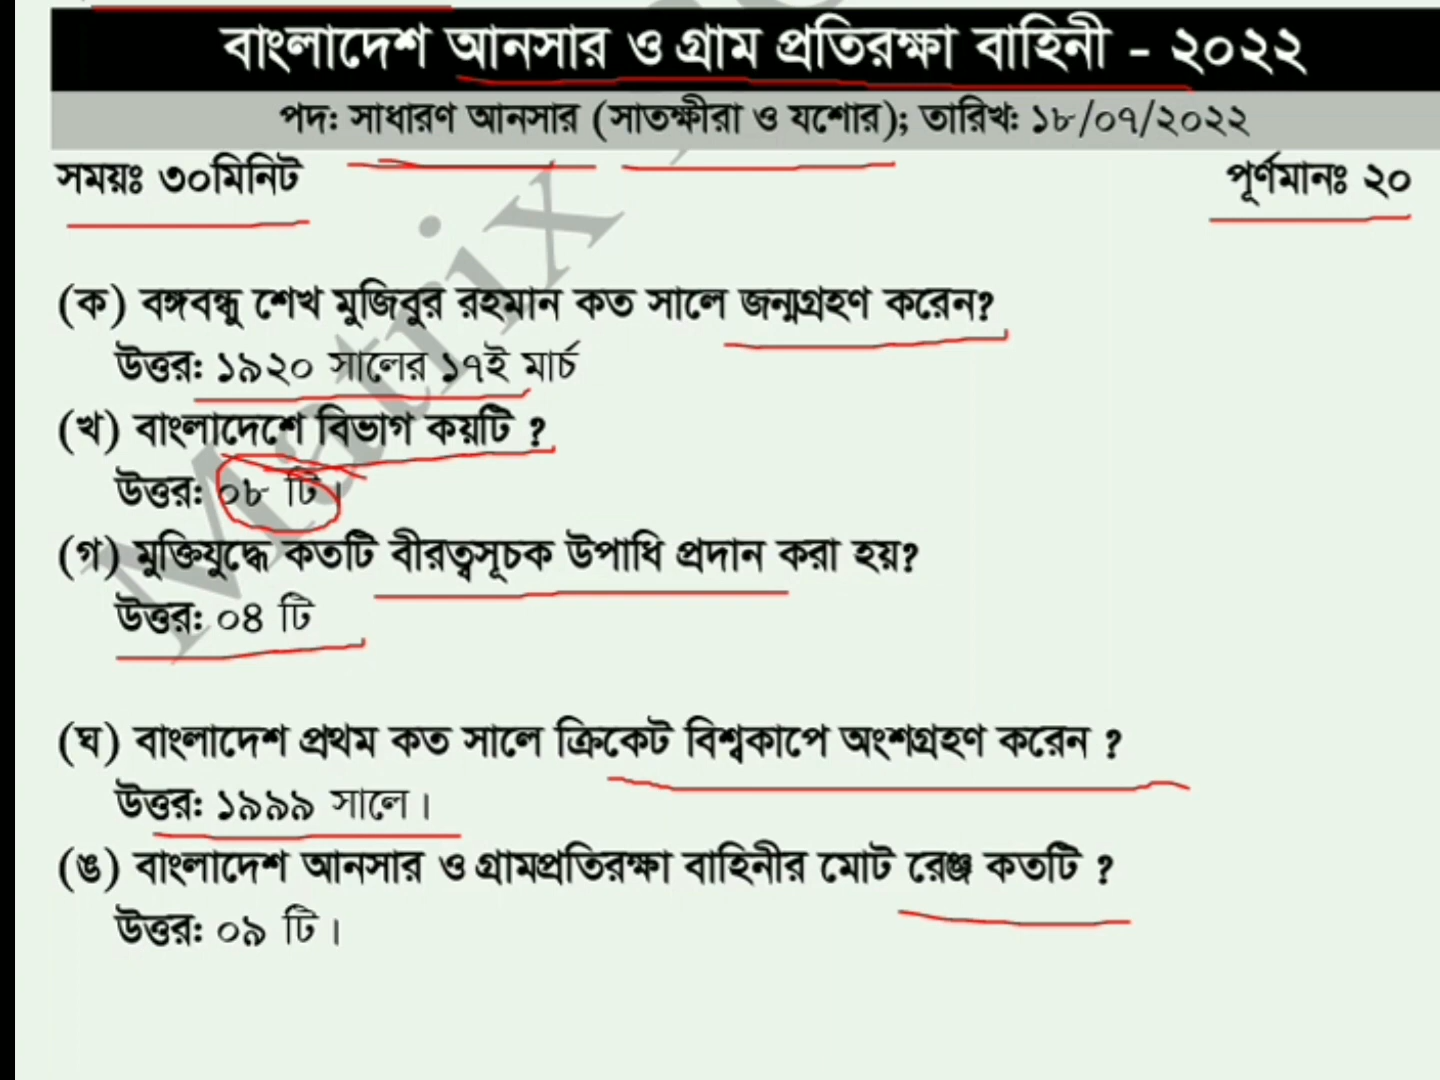 বাংলাদেশ আনসার ও গ্রাম প্রতিরক্ষা বাহিনী - ২০২২
পদ: সাধারণ আনসার (সাতক্ষীরা ও যশোর); তারিখ: ১৮/০৭/২০২২
সময়ঃ ৩০মিনিট পূর্ণমানঃ ২০
(ক) বঙ্গবন্ধু শেখ মুজিবুর রহমান কত সালে জন্মগ্রহণ করেন?
উত্তর: ১৯২০ সালের ১৭ই মার্চ
(খ) বাংলাদেশে বিভাগ কয়টি ?
উত্তর: ০৮ টি।
(গ) মুক্তিযুদ্ধে কতটি বীরত্বসূচক উপাধি প্রদান করা হয়?
উত্তর: ০৪ টি
(ঘ) বাংলাদেশ প্রথম কত সালে ক্রিকেট বিশ্বকাপে অংশগ্রহণ করেন ?
উত্তর: ১৯৯৯ সালে।
(ঙ) বাংলাদেশ আনসার ও গ্রামপ্রতিরক্ষা বাহিনীর মোট রেঞ্জ কতটি ?
উত্তর: ০৯ টি।
Matrix